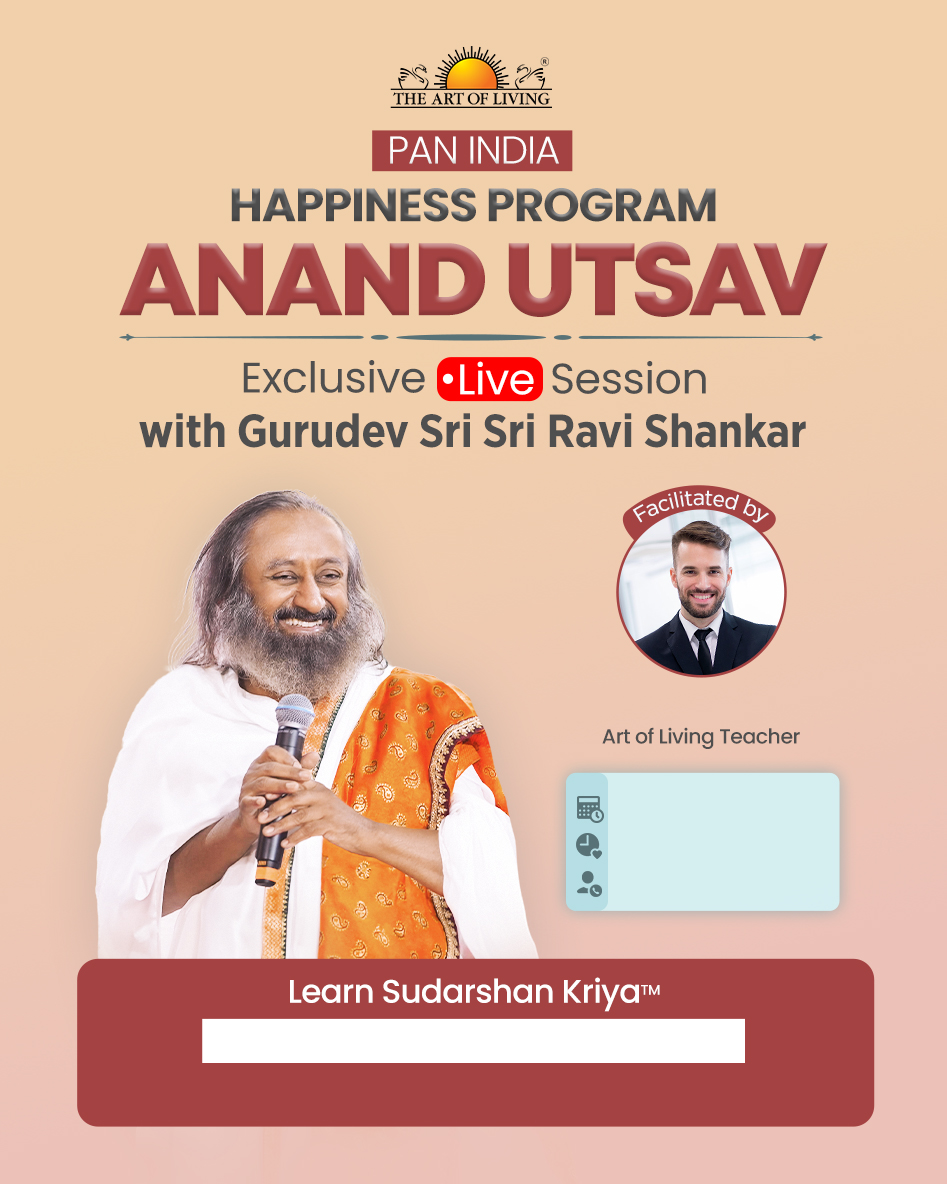 ®
THE ART OF LIVING
PAN INDIA
HAPPINESS PROGRAM
ANAND UTSAV
Exclusive •Live Session
with Gurudev Sri Sri Ravi Shankar
Facilitated by
Art of Living Teacher
Learn Sudarshan Kriya™